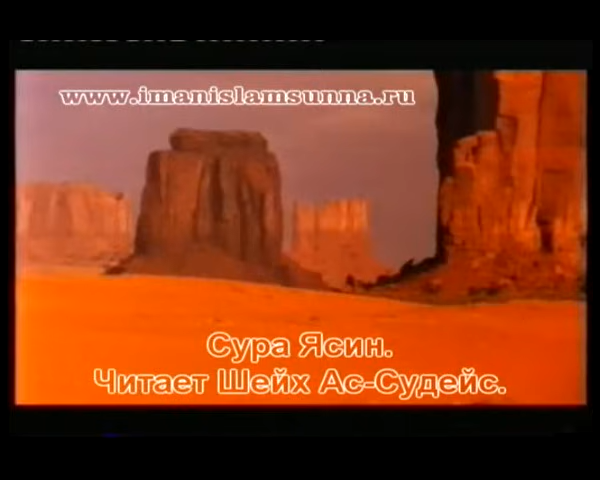 www.imanislamsunna.ru
Сура Ясин.
Читает Шейх Ас-Судейс.